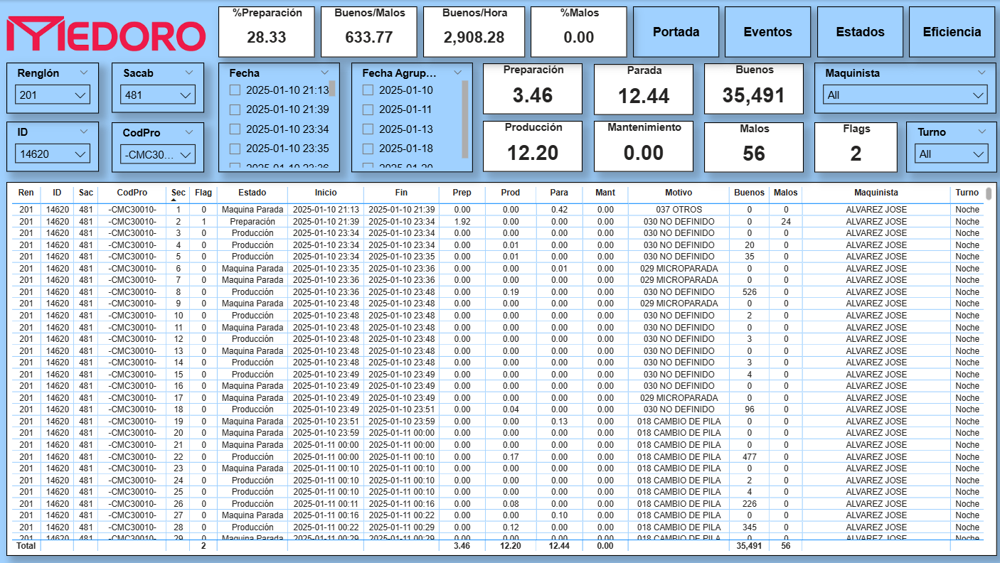 MEDORO
%Preparación
28.33
Buenos/Malos
633.77
Buenos/Hora
2,908.28
%Malos
0.00
Portada
Eventos
Estados
Eficiencia
Renglón
201
Sacab
481
ID
14620
CodPro
-CMC30...
Fecha
2025-01-10 21:13
2025-01-10 21:39
2025-01-10 23:34
2025-01-10 23:35
2025-01-10 23:36
Fecha Agrup...
2025-01-10
2025-01-11
2025-01-13
2025-01-18
2025-01-20
Preparación
3.46
Parada
12.44
Buenos
35,491
Maquinista
All
Producción
12.20
Mantenimiento
0.00
Malos
56
Flags
2
Turno
All
Ren ID Sac CodPro Sec Flag Estado Inicio Fin Prep Prod Para Mant Motivo Buenos Malos Maquinista Turno
201 14620 481 -CMC30010- 1 0 Maquina Parada 2025-01-10 21:13 2025-01-10 21:39 0.00 0.00 0.42 0.00 037 OTROS 0 0 ALVAREZ JOSE Noche
201 14620 481 -CMC30010- 2 1 Preparación 2025-01-10 21:39 2025-01-10 23:34 1.92 0.00 0.00 0.00 030 NO DEFINIDO 0 24 ALVAREZ JOSE Noche
201 14620 481 -CMC30010- 3 0 Producción 2025-01-10 23:34 2025-01-10 23:34 0.00 0.00 0.00 0.00 030 NO DEFINIDO 0 0 ALVAREZ JOSE Noche
201 14620 481 -CMC30010- 4 0 Producción 2025-01-10 23:34 2025-01-10 23:34 0.00 0.01 0.00 0.00 030 NO DEFINIDO 20 0 ALVAREZ JOSE Noche
201 14620 481 -CMC30010- 5 0 Producción 2025-01-10 23:34 2025-01-10 23:35 0.00 0.01 0.00 0.00 030 NO DEFINIDO 35 0 ALVAREZ JOSE Noche
201 14620 481 -CMC30010- 6 0 Maquina Parada 2025-01-10 23:35 2025-01-10 23:36 0.00 0.00 0.01 0.00 029 MICROPARADA 0 0 ALVAREZ JOSE Noche
201 14620 481 -CMC30010- 7 0 Maquina Parada 2025-01-10 23:36 2025-01-10 23:36 0.00 0.00 0.00 0.00 029 MICROPARADA 0 0 ALVAREZ JOSE Noche
201 14620 481 -CMC30010- 8 0 Producción 2025-01-10 23:36 2025-01-10 23:48 0.00 0.19 0.00 0.00 030 NO DEFINIDO 526 0 ALVAREZ JOSE Noche
201 14620 481 -CMC30010- 9 0 Maquina Parada 2025-01-10 23:48 2025-01-10 23:48 0.00 0.00 0.00 0.00 029 MICROPARADA 0 0 ALVAREZ JOSE Noche
201 14620 481 -CMC30010- 10 0 Producción 2025-01-10 23:48 2025-01-10 23:48 0.00 0.00 0.00 0.00 030 NO DEFINIDO 2 0 ALVAREZ JOSE Noche
201 14620 481 -CMC30010- 11 0 Maquina Parada 2025-01-10 23:48 2025-01-10 23:48 0.00 0.00 0.00 0.00 030 NO DEFINIDO 0 0 ALVAREZ JOSE Noche
201 14620 481 -CMC30010- 12 0 Producción 2025-01-10 23:48 2025-01-10 23:48 0.00 0.00 0.00 0.00 030 NO DEFINIDO 3 0 ALVAREZ JOSE Noche
201 14620 481 -CMC30010- 13 0 Maquina Parada 2025-01-10 23:48 2025-01-10 23:48 0.00 0.00 0.00 0.00 030 NO DEFINIDO 0 0 ALVAREZ JOSE Noche
201 14620 481 -CMC30010- 14 0 Producción 2025-01-10 23:48 2025-01-10 23:48 0.00 0.00 0.00 0.00 030 NO DEFINIDO 3 0 ALVAREZ JOSE Noche
201 14620 481 -CMC30010- 15 0 Producción 2025-01-10 23:49 2025-01-10 23:49 0.00 0.00 0.00 0.00 030 NO DEFINIDO 4 0 ALVAREZ JOSE Noche
201 14620 481 -CMC30010- 16 0 Maquina Parada 2025-01-10 23:49 2025-01-10 23:49 0.00 0.00 0.00 0.00 030 NO DEFINIDO 0 0 ALVAREZ JOSE Noche
201 14620 481 -CMC30010- 17 0 Maquina Parada 2025-01-10 23:49 2025-01-10 23:49 0.00 0.00 0.00 0.00 029 MICROPARADA 0 0 ALVAREZ JOSE Noche
201 14620 481 -CMC30010- 18 0 Producción 2025-01-10 23:49 2025-01-10 23:51 0.00 0.04 0.00 0.00 030 NO DEFINIDO 96 0 ALVAREZ JOSE Noche
201 14620 481 -CMC30010- 19 0 Maquina Parada 2025-01-10 23:51 2025-01-10 23:59 0.00 0.00 0.13 0.00 018 CAMBIO DE PILA 0 0 ALVAREZ JOSE Noche
201 14620 481 -CMC30010- 20 0 Maquina Parada 2025-01-10 23:59 2025-01-11 00:00 0.00 0.00 0.00 0.00 018 CAMBIO DE PILA 0 0 ALVAREZ JOSE Noche
201 14620 481 -CMC30010- 21 0 Maquina Parada 2025-01-11 00:00 2025-01-11 00:00 0.00 0.00 0.00 0.00 018 CAMBIO DE PILA 0 0 ALVAREZ JOSE Noche
201 14620 481 -CMC30010- 22 0 Producción 2025-01-11 00:00 2025-01-11 00:10 0.00 0.17 0.00 0.00 018 CAMBIO DE PILA 477 0 ALVAREZ JOSE Noche
201 14620 481 -CMC30010- 23 0 Maquina Parada 2025-01-11 00:10 2025-01-11 00:10 0.00 0.00 0.00 0.00 018 CAMBIO DE PILA 0 0 ALVAREZ JOSE Noche
201 14620 481 -CMC30010- 24 0 Producción 2025-01-11 00:10 2025-01-11 00:10 0.00 0.00 0.00 0.00 018 CAMBIO DE PILA 2 0 ALVAREZ JOSE Noche
201 14620 481 -CMC30010- 25 0 Producción 2025-01-11 00:10 2025-01-11 00:10 0.00 0.00 0.00 0.00 018 CAMBIO DE PILA 4 0 ALVAREZ JOSE Noche
201 14620 481 -CMC30010- 26 0 Producción 2025-01-11 00:11 2025-01-11 00:16 0.00 0.08 0.00 0.00 018 CAMBIO DE PILA 226 0 ALVAREZ JOSE Noche
201 14620 481 -CMC30010- 27 0 Maquina Parada 2025-01-11 00:16 2025-01-11 00:22 0.00 0.00 0.10 0.00 018 CAMBIO DE PILA 0 0 ALVAREZ JOSE Noche
201 14620 481 -CMC30010- 28 0 Producción 2025-01-11 00:22 2025-01-11 00:29 0.00 0.12 0.00 0.00 018 CAMBIO DE PILA 345 0 ALVAREZ JOSE Noche
201 14620 481 -CMC30010- 29 0 Maquina Parada 2025-01-11 00:29 2025-01-11 00:29 0.00 0.00 0.00 0.00 018 CAMBIO DE PILA 0 0 ALVAREZ JOSE Noche
Total 2 3.46 12.20 12.44 0.00 35,491 56